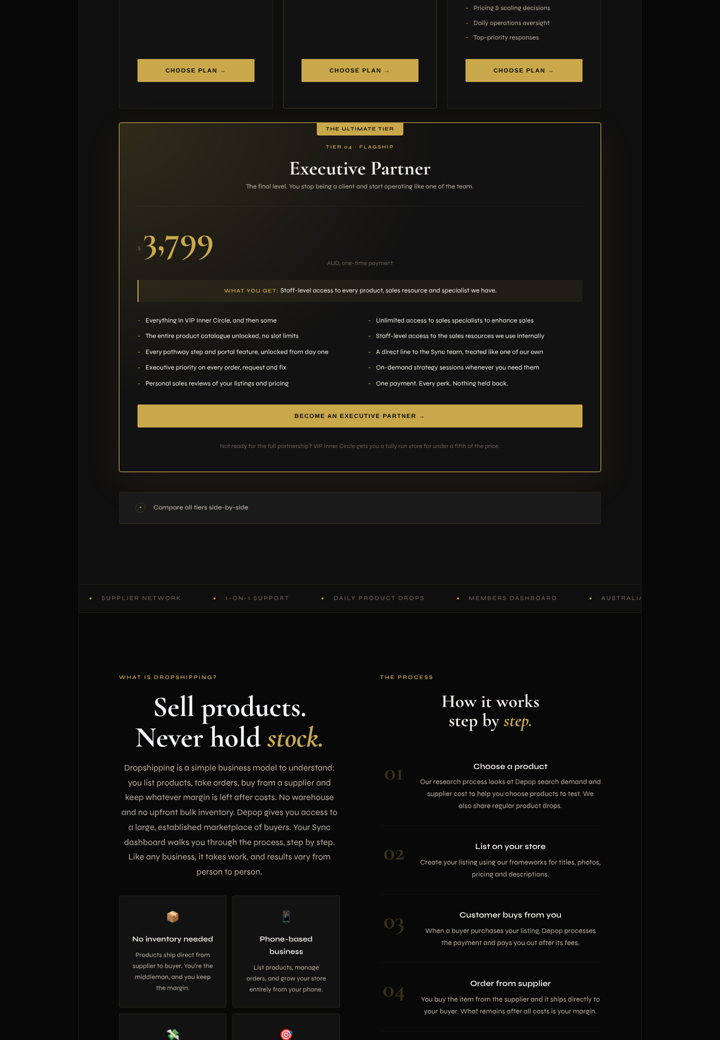 – Pricing & scaling decisions
– Daily operations oversight
– Top-priority responses
CHOOSE PLAN →
CHOOSE PLAN →
CHOOSE PLAN →
THE ULTIMATE TIER
TIER 04 · FLAGSHIP
Executive Partner
The final level. You stop being a client and start operating like one of the team.
$3,799
AUD, one-time payment
WHAT YOU GET: Staff-level access to every product, sales resource and specialist we have.
– Everything in VIP Inner Circle, and then some
– Unlimited access to sales specialists to enhance sales
– The entire product catalogue unlocked, no slot limits
– Staff-level access to the sales resources we use internally
– Every pathway step and portal feature, unlocked from day one
– A direct line to the Sync team, treated like one of our own
– Executive priority on every order, request and fix
– On-demand strategy sessions whenever you need them
– Personal sales reviews of your listings and pricing
– One payment. Every perk. Nothing held back.
BECOME AN EXECUTIVE PARTNER →
Not ready for the full partnership? VIP Inner Circle gets you a fully run store for under a fifth of the price.
+ Compare all tiers side-by-side
• SUPPLIER NETWORK • 1-ON-1 SUPPORT • DAILY PRODUCT DROPS • MEMBERS DASHBOARD • AUSTRALIA
WHAT IS DROPSHIPPING?
Sell products.
Never hold stock.
Dropshipping is a simple business model to understand:
you list products, take orders, buy from a supplier and
keep whatever margin is left after costs. No warehouse
and no upfront bulk inventory. Depop gives you access to
a large, established marketplace of buyers. Your Sync
dashboard walks you through the process, step by step.
Like any business, it takes work, and results vary from
person to person.
No inventory needed
Products ship direct from
supplier to buyer. You're the
middleman, and you keep
the margin.
Phone-based
business
List products, manage
orders, and grow your store
entirely from your phone.
THE PROCESS
How it works
step by step.
01
Choose a product
Our research process looks at Depop search demand and
supplier cost to help you choose products to test. We
also share regular product drops.
02
List on your store
Create your listing using our frameworks for titles, photos,
pricing and descriptions.
03
Customer buys from you
When a buyer purchases your listing, Depop processes
the payment and pays you out after its fees.
04
Order from supplier
You buy the item from the supplier and it ships directly to
your buyer. What remains after all costs is your margin.